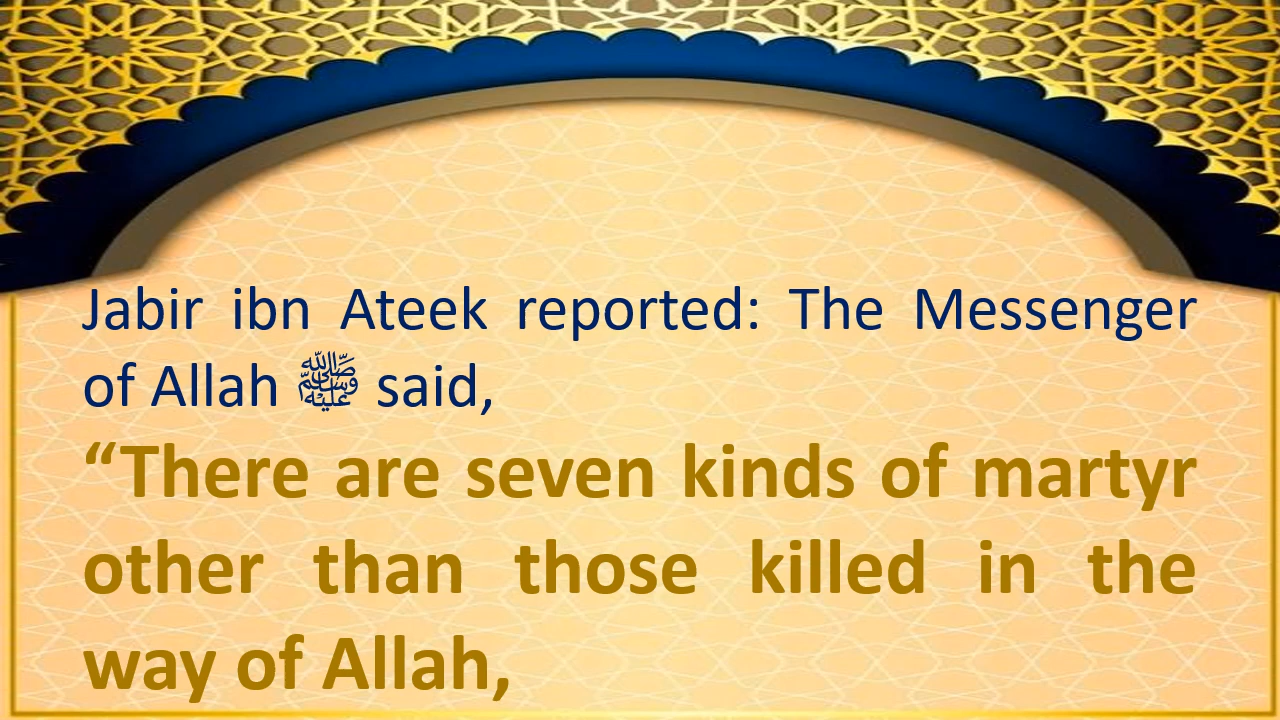 Jabir ibn Ateek reported: The Messenger
of Allah ﷺ said,
“There are seven kinds of martyr
other than those killed in the
way of Allah,